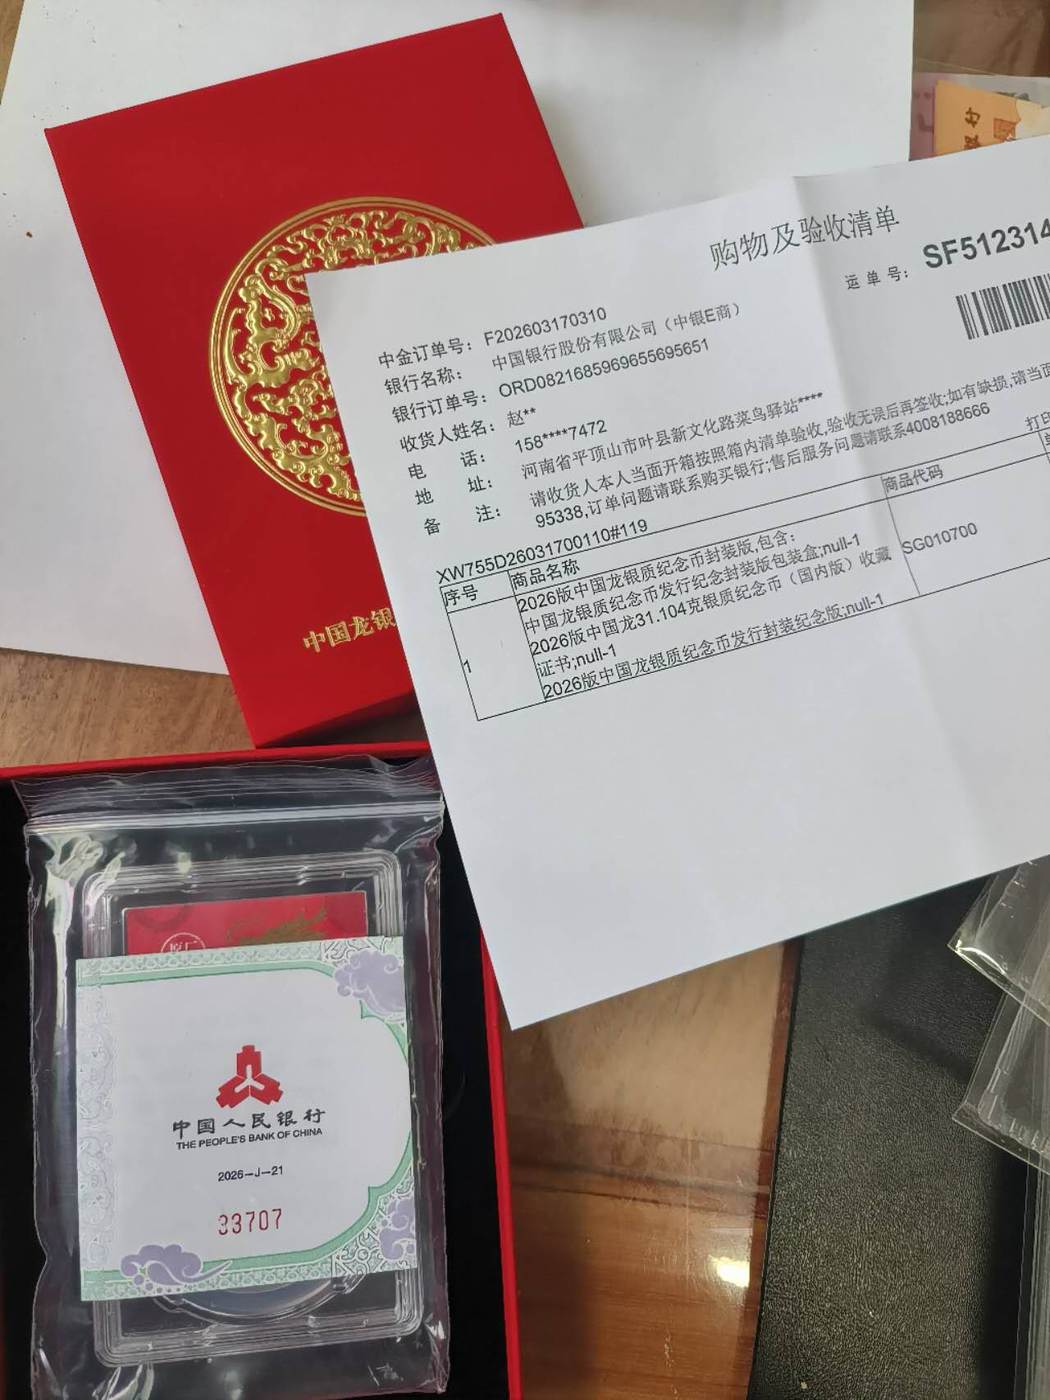 购物及验收清单
运单号：
SF512314
中金订单号：F202603170310
银行名称：中国银行股份有限公司（中银E商）
银行订单号：ORD0821685969655695651
收货人姓名：赵**
电话：158****7472
地址：河南省平顶山市叶县新文化路菜鸟驿站****
备注：请收货人本人当面开箱按照箱内清单验收,验收无误后再签收;如有缺损,请当面
95338,订单问题请联系购买银行;售后服务问题请联系4008188666
XW755D26031700110#119
打印
序号 商品名称 商品代码
1
2026版中国龙银质纪念币封装版,包含:
中国龙银质纪念币发行纪念封装版包装盒;null-1
2026版中国龙31.104克银质纪念币（国内版）收藏
证书;null-1
2026版中国龙银质纪念币发行封装纪念版;null-1
SG010700
中国龙银
原厂
中国人民银行
THE PEOPLE'S BANK OF CHINA
2026-J-21
33707